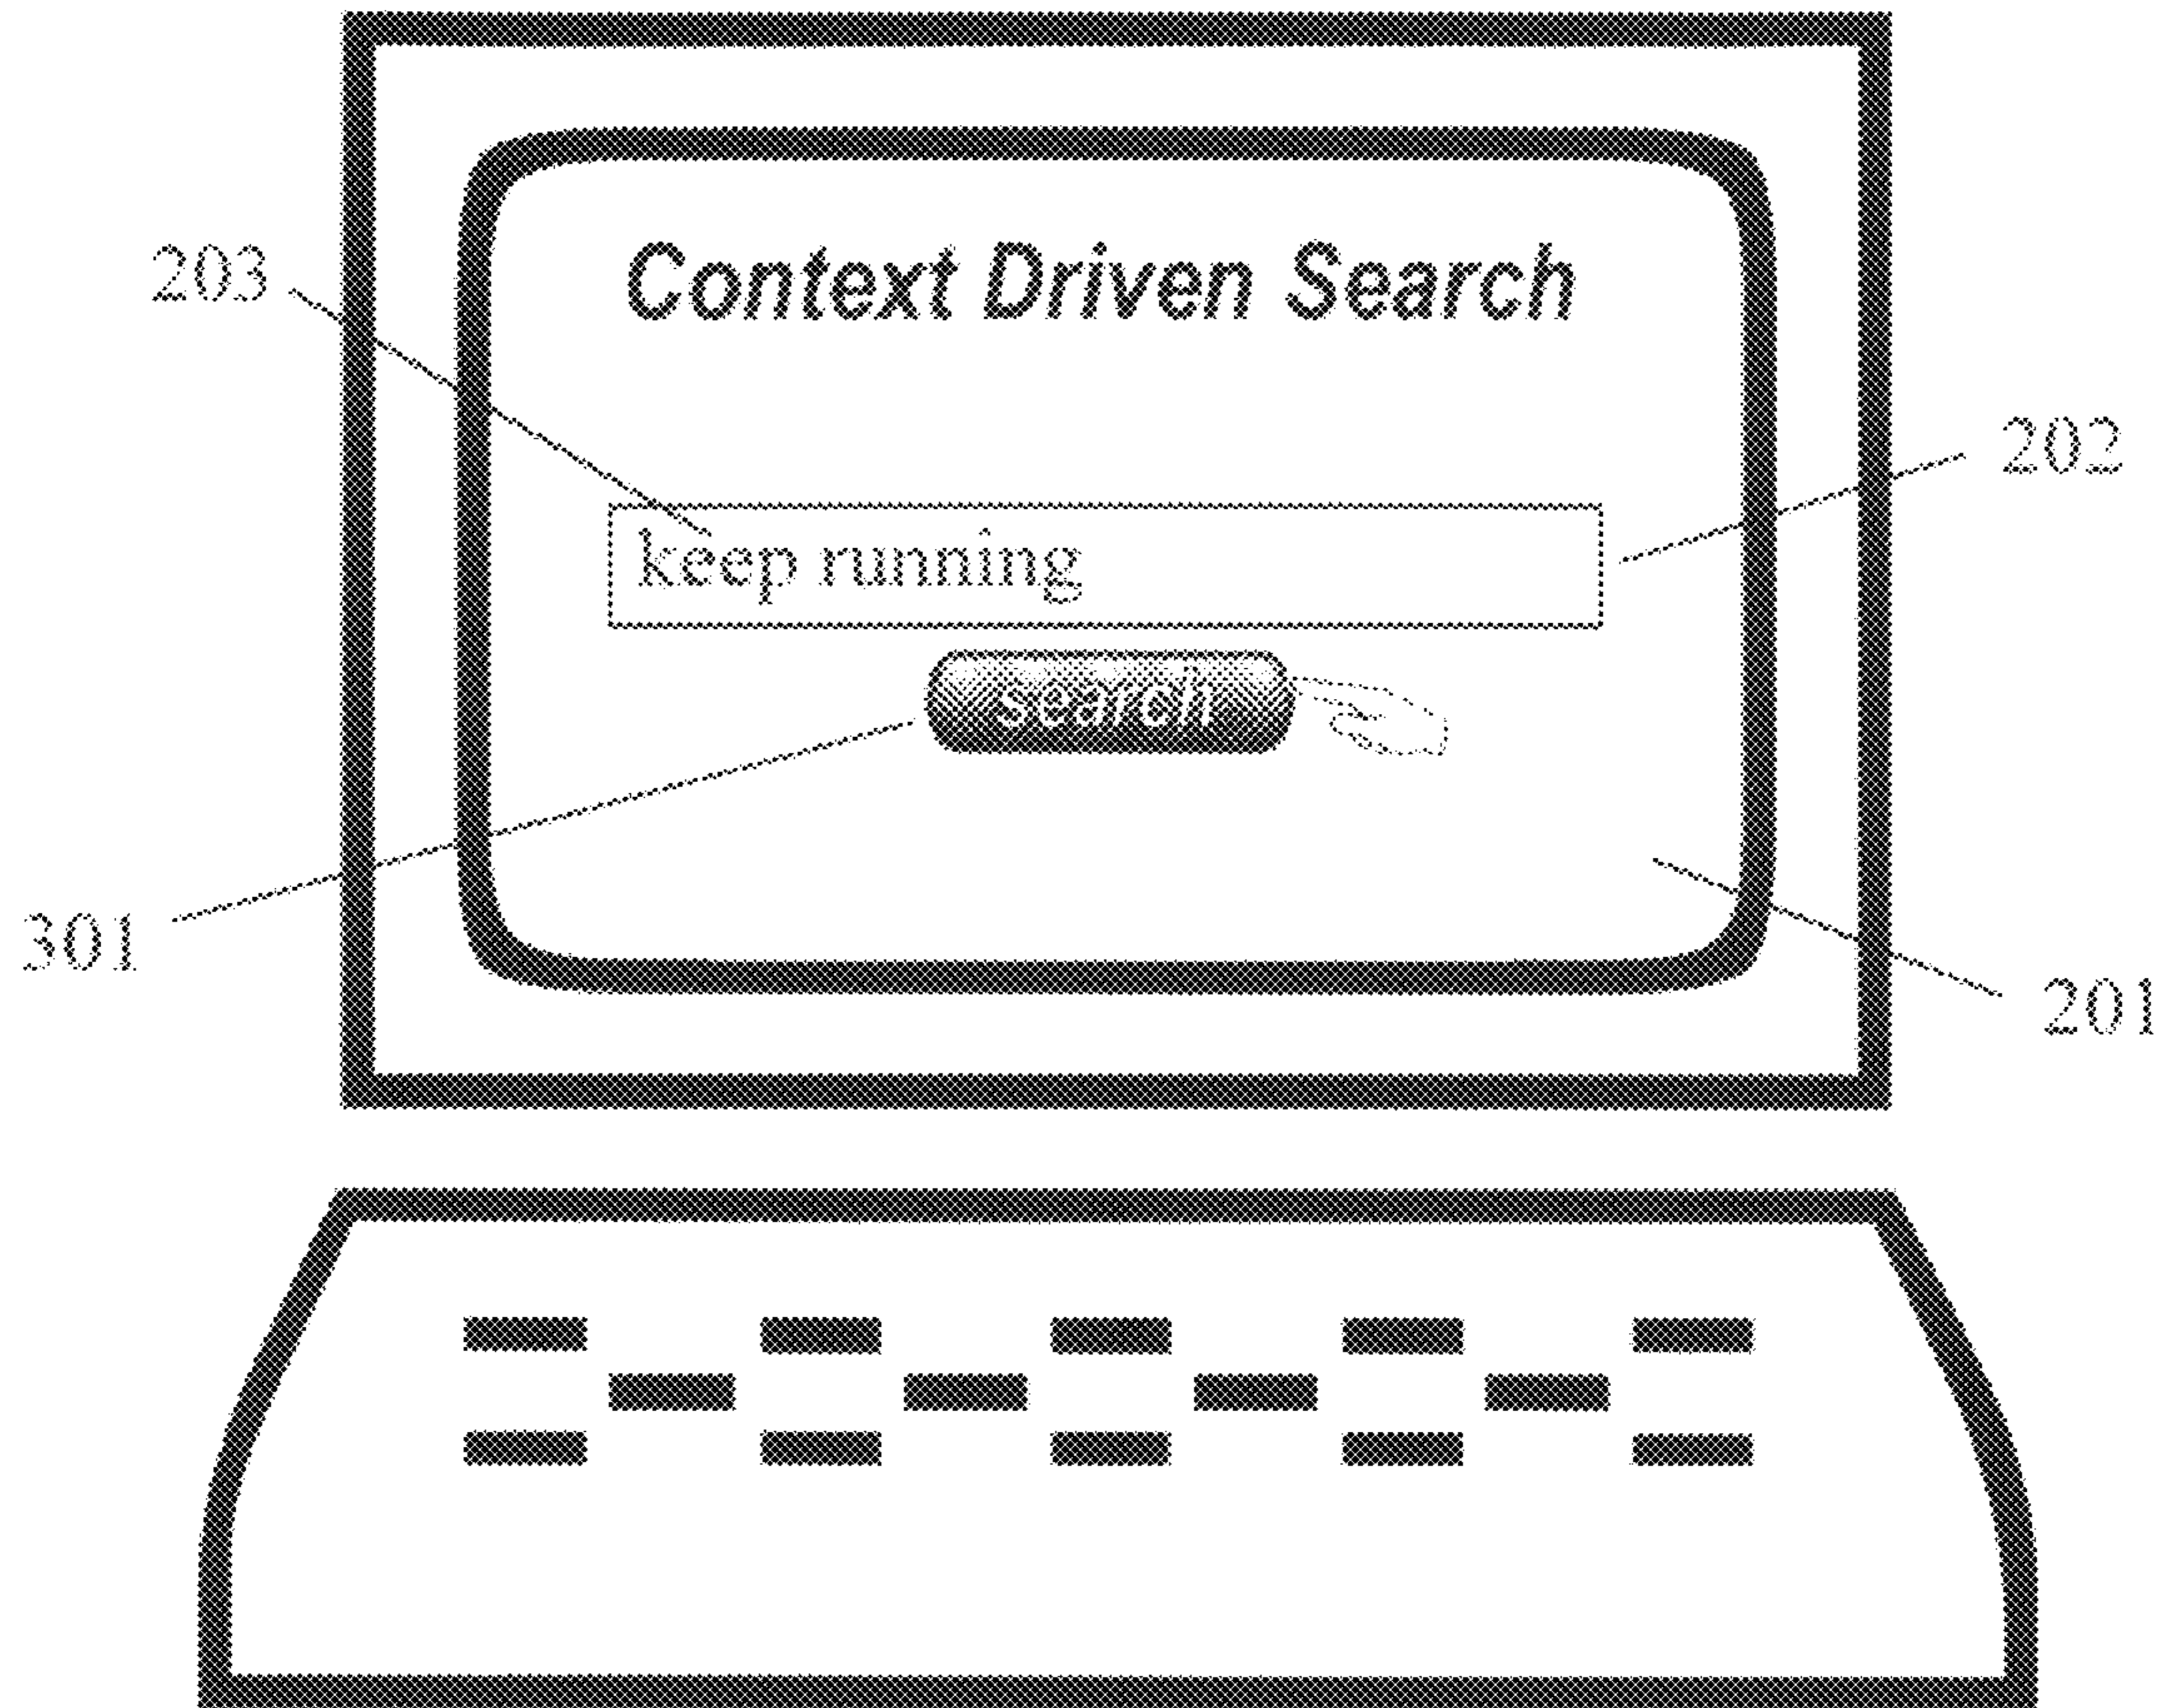 Context Driven Search
203
202
keep running
search
301
201